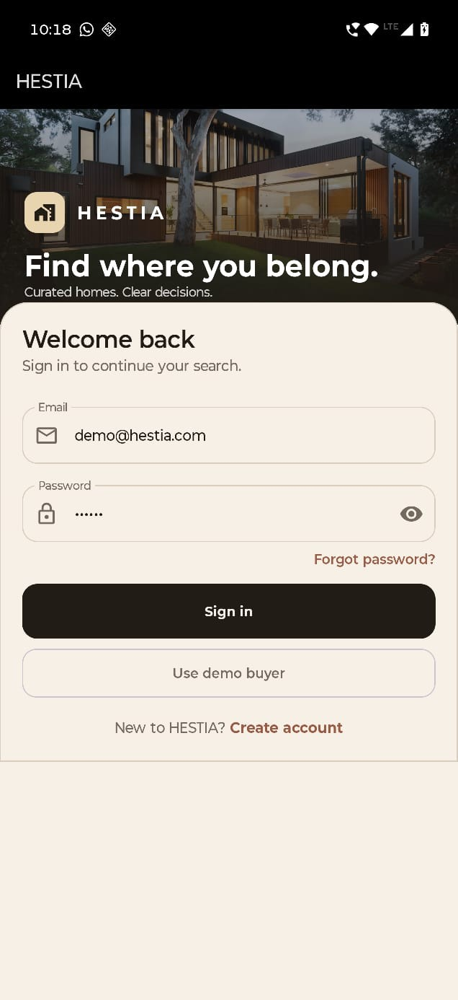 10:18
LTE
HESTIA
HESTIA
Find where you belong.
Curated homes. Clear decisions.
Welcome back
Sign in to continue your search.
Email
demo@hestia.com
Password
••••••
Forgot password?
Sign in
Use demo buyer
New to HESTIA? Create account